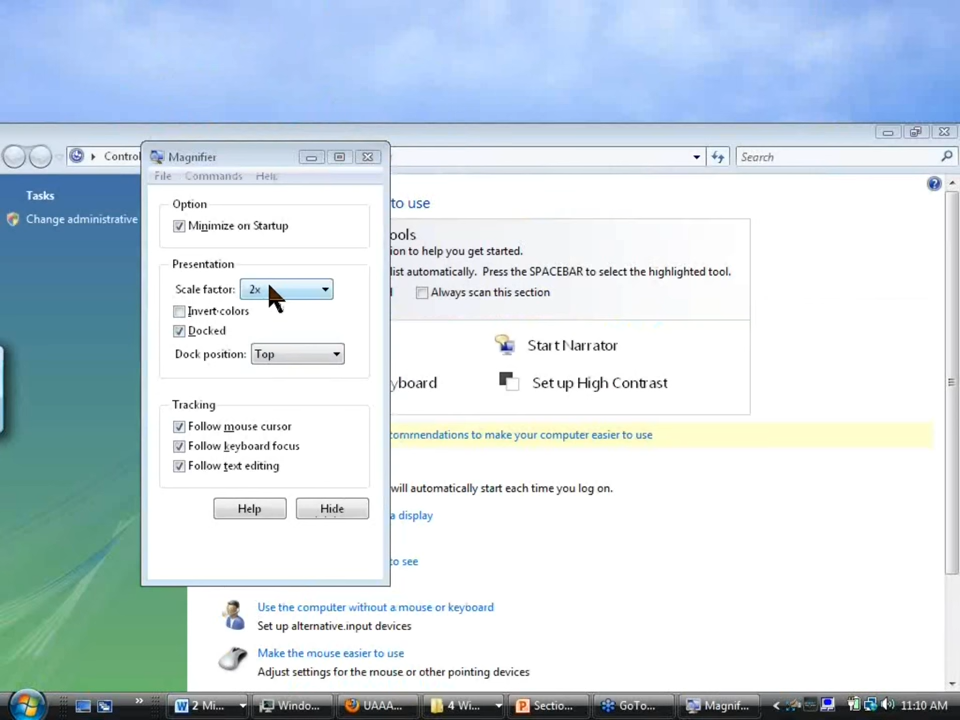 Contro
Search
Magnifier
File Commands Help
Tasks
Change administrative
to use
ools
ion to help you get started.
list automatically. Press the SPACEBAR to select the highlighted tool.
Always scan this section
Start Narrator
yboard
Set up High Contrast
ommendations to make your computer easier to use
will automatically start each time you log on.
a display
to see
Use the computer without a mouse or keyboard
Set up alternative input devices
Make the mouse easier to use
Adjust settings for the mouse or other pointing devices
Option
Minimize on Startup
Presentation
Scale factor: 2x
Invert colors
Docked
Dock position: Top
Tracking
Follow mouse cursor
Follow keyboard focus
Follow text editing
Help Hide
2 Mi... Windo... UAAA... 4 Wi... Sectio... GoTo... Magnif... 11:10 AM